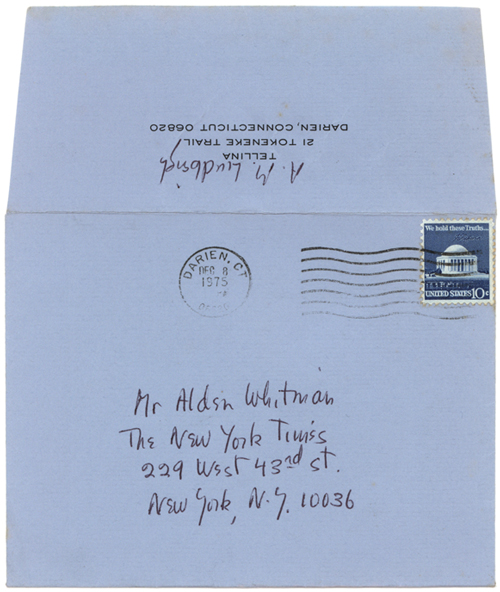 A. M. Lindbergh
TELLINA
21 TOKENEKE TRAIL
DARIEN, CONNECTICUT 06820
DARIEN, CT
DEC 8
1975
We hold these Truths...
UNITED STATES 10c
Mr Alden Whitman
The New York Times
229 West 43rd st.
New York, N.Y. 10036